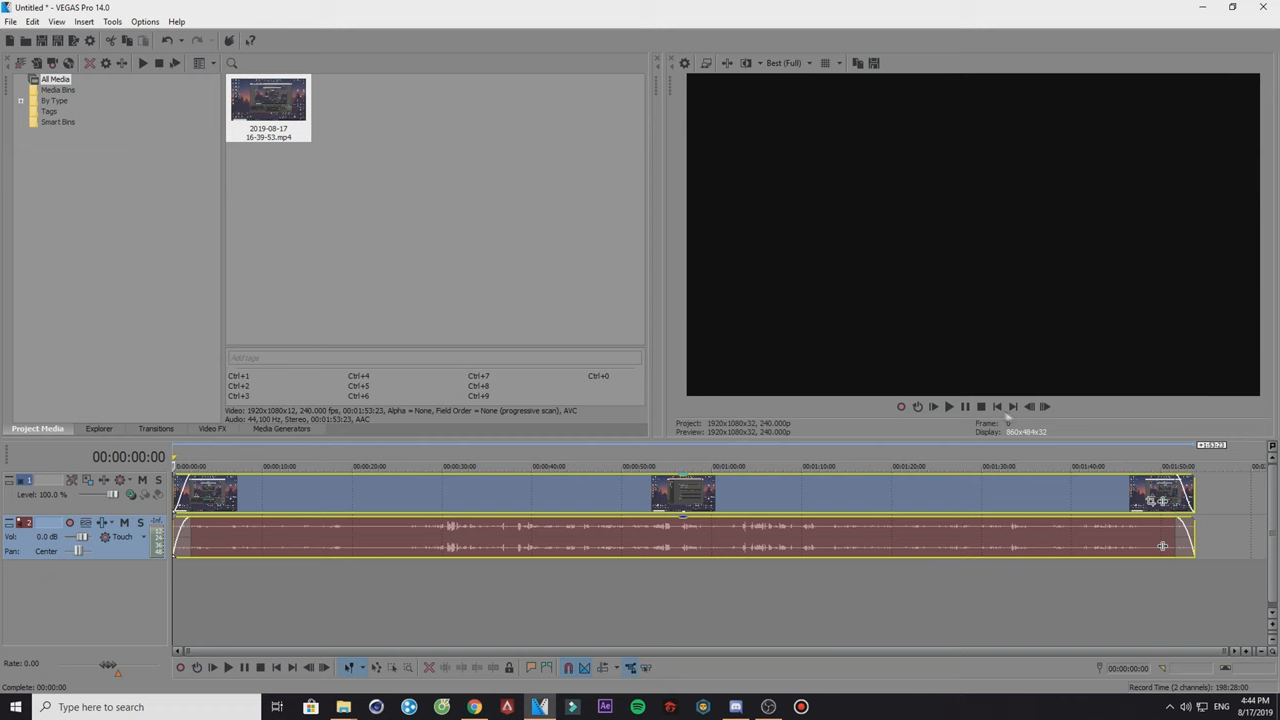 Untitled * - VEGAS Pro 14.0
File Edit View Insert Tools Options Help
Best (Full)
All Media
Media Bins
By Type
Tags
Smart Bins
2019-08-17
16-39-53.mp4
Add tags
Ctrl+1 Ctrl+4 Ctrl+7 Ctrl+0
Ctrl+2 Ctrl+5 Ctrl+8
Ctrl+3 Ctrl+6 Ctrl+9
Video: 1920x1080x12, 240.000 fps, 00:01:53:23, Alpha = None, Field Order = None (progressive scan), AVC
Audio: 44,100 Hz, Stereo, 00:01:53:23, AAC
Project: 1920x1080x32, 240.000p Frame: 0
Preview: 1920x1080x32, 240.000p Display: 860x484x32
Project Media Explorer Transitions Video FX Media Generators
00:00:00:00
+1:53:23
0:00:00:00 00:00:10:00 00:00:20:00 00:00:30:00 00:00:40:00 00:00:50:00 00:01:00:00 00:01:10:00 00:01:20:00 00:01:30:00 00:01:40:00 00:01:50:00
1 M S
Level: 100.0 %
2 M S -Inf.
Vol: 0.0 dB Touch
Pan: Center
Rate: 0.00
00:00:00:00
Complete: 00:00:00
Record Time (2 channels): 198:28:00
Type here to search
ENG
4:44 PM
8/17/2019